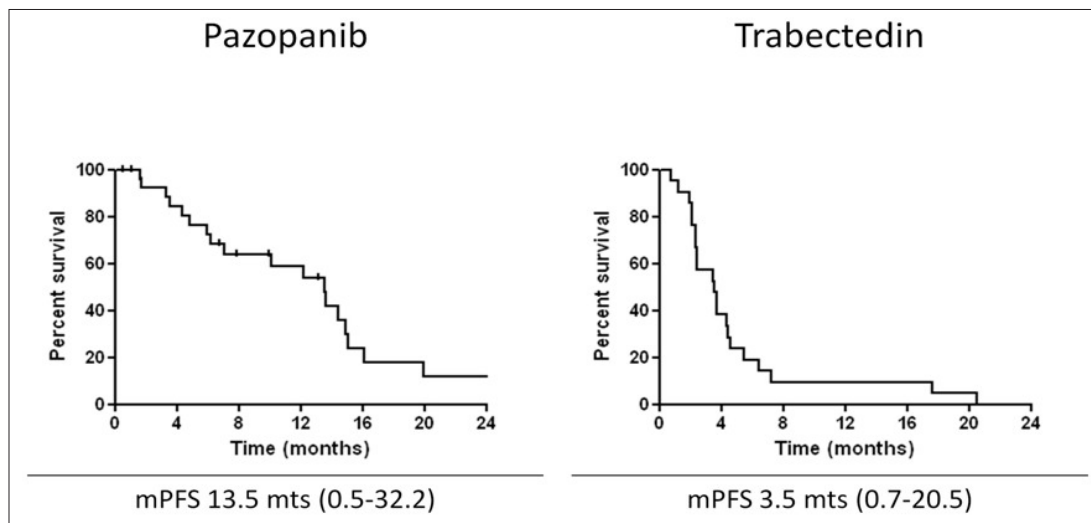 Pazopanib
Percent survival
100
80
60
40
20
0
0 4 8 12 16 20 24
Time (months)
mPFS 13.5 mts (0.5-32.2)
Trabectedin
Percent survival
100
80
60
40
20
0
0 4 8 12 16 20 24
Time (months)
mPFS 3.5 mts (0.7-20.5)